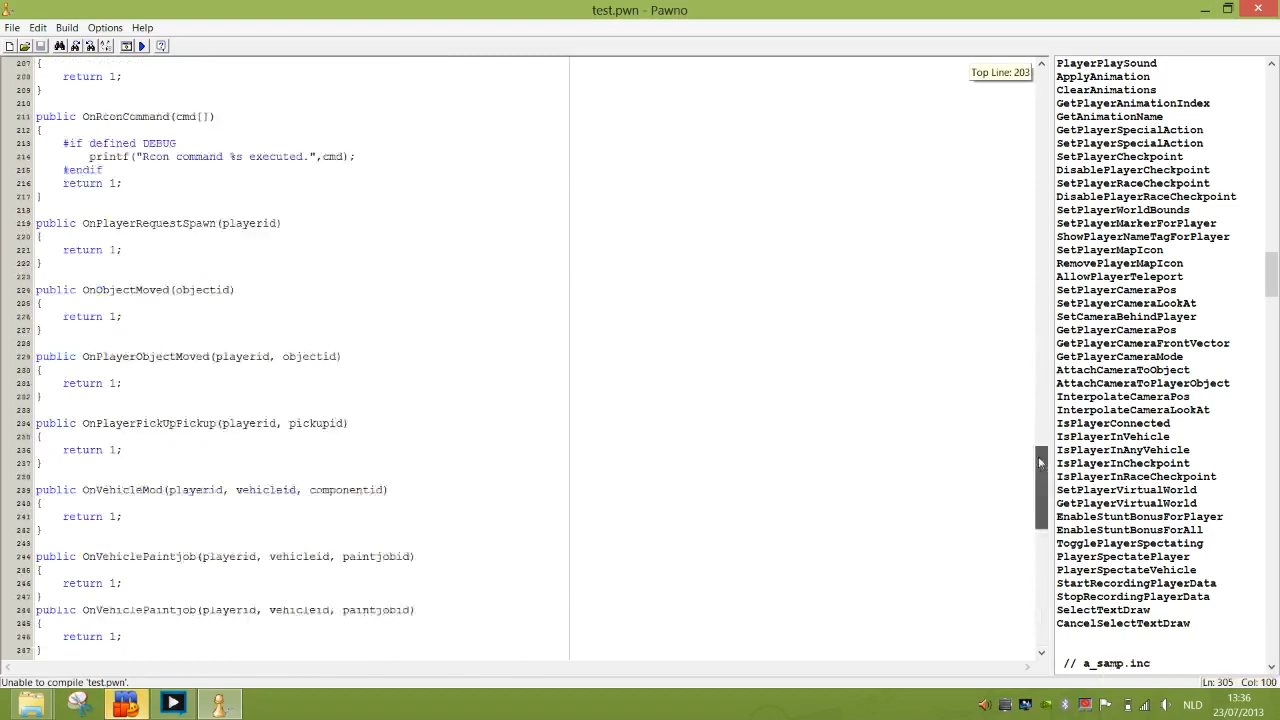 test.pwn - Pawno
File Edit Build Options Help
Top Line: 203
207 {
208 return 1;
209 }
210
211 public OnRconCommand(cmd[])
212 {
213 #if defined DEBUG
214 printf("Rcon command %s executed.",cmd);
215 #endif
216 return 1;
217 }
218
219 public OnPlayerRequestSpawn(playerid)
220 {
221 return 1;
222 }
223
224 public OnObjectMoved(objectid)
225 {
226 return 1;
227 }
228
229 public OnPlayerObjectMoved(playerid, objectid)
230 {
231 return 1;
232 }
233
234 public OnPlayerPickUpPickup(playerid, pickupid)
235 {
236 return 1;
237 }
238
239 public OnVehicleMod(playerid, vehicleid, componentid)
240 {
241 return 1;
242 }
243
244 public OnVehiclePaintjob(playerid, vehicleid, paintjobid)
245 {
246 return 1;
247 }
244 public OnVehiclePaintjob(playerid, vehicleid, paintjobid)
245 {
246 return 1;
247 }
PlayerPlaySound
ApplyAnimation
ClearAnimations
GetPlayerAnimationIndex
GetAnimationName
GetPlayerSpecialAction
SetPlayerSpecialAction
SetPlayerCheckpoint
DisablePlayerCheckpoint
SetPlayerRaceCheckpoint
DisablePlayerRaceCheckpoint
SetPlayerWorldBounds
SetPlayerMarkerForPlayer
ShowPlayerNameTagForPlayer
SetPlayerMapIcon
RemovePlayerMapIcon
AllowPlayerTeleport
SetPlayerCameraPos
SetPlayerCameraLookAt
SetCameraBehindPlayer
GetPlayerCameraPos
GetPlayerCameraFrontVector
GetPlayerCameraMode
AttachCameraToObject
AttachCameraToPlayerObject
InterpolateCameraPos
InterpolateCameraLookAt
IsPlayerConnected
IsPlayerInVehicle
IsPlayerInAnyVehicle
IsPlayerInCheckpoint
IsPlayerInRaceCheckpoint
SetPlayerVirtualWorld
GetPlayerVirtualWorld
EnableStuntBonusForPlayer
EnableStuntBonusForAll
TogglePlayerSpectating
PlayerSpectatePlayer
PlayerSpectateVehicle
StartRecordingPlayerData
StopRecordingPlayerData
SelectTextDraw
CancelSelectTextDraw
// a_samp.inc
Unable to compile 'test.pwn'.
Ln: 305 Col: 100
NLD
13:36
23/07/2013